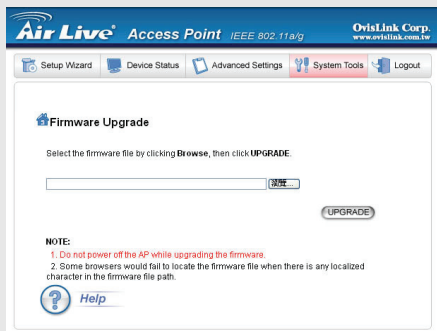 Air Live® Access Point IEEE 802.11a/g
OvisLink Corp.
www.ovislink.com.tw
Setup Wizard Device Status Advanced Settings System Tools Logout
Firmware Upgrade
Select the firmware file by clicking Browse, then click UPGRADE.
瀏覽...
UPGRADE
NOTE:
1. Do not power off the AP while upgrading the firmware.
2. Some browsers would fail to locate the firmware file when there is any localized
character in the firmware file path.
? Help